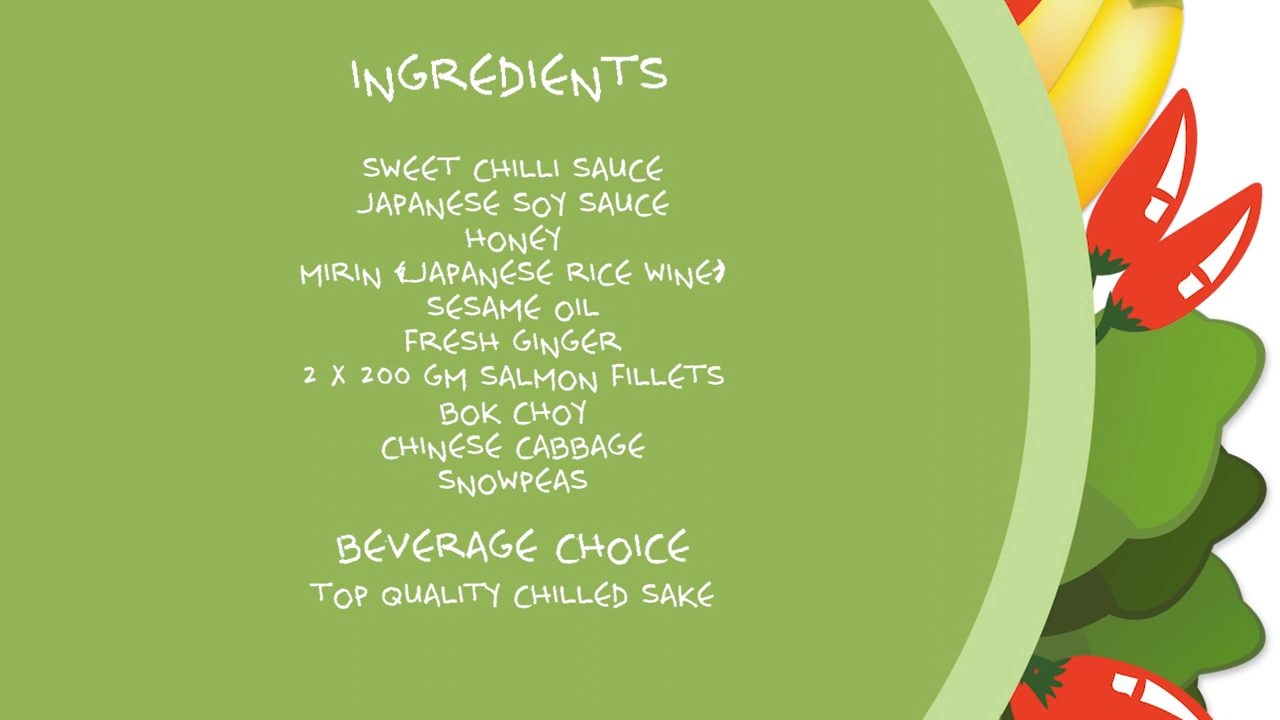 INGREDIENTS
SWEET CHILLI SAUCE
JAPANESE SOY SAUCE
HONEY
MIRIN {JAPANESE RICE WINE}
SESAME OIL
FRESH GINGER
2 X 200 GM SALMON FILLETS
BOK CHOY
CHINESE CABBAGE
SNOWPEAS
BEVERAGE CHOICE
TOP QUALITY CHILLED SAKE